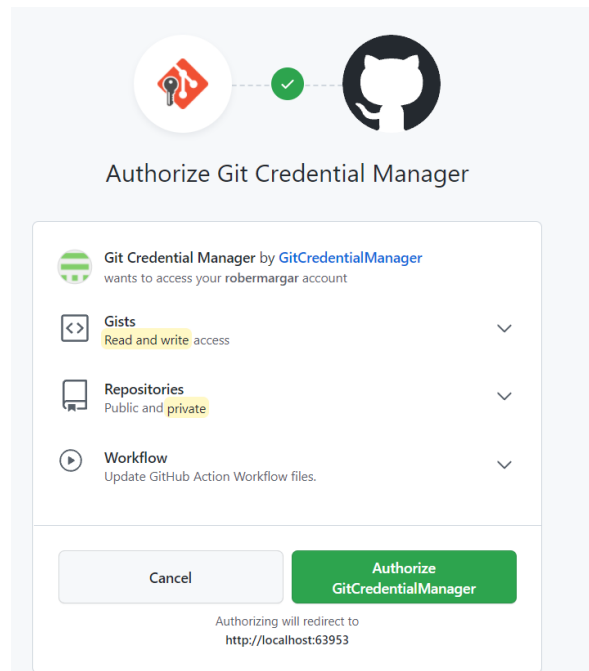 Authorize Git Credential Manager
Git Credential Manager by GitCredentialManager
wants to access your robermargar account
Gists
Read and write access
Repositories
Public and private
Workflow
Update GitHub Action Workflow files.
Cancel
Authorize
GitCredentialManager
Authorizing will redirect to
http://localhost:63953